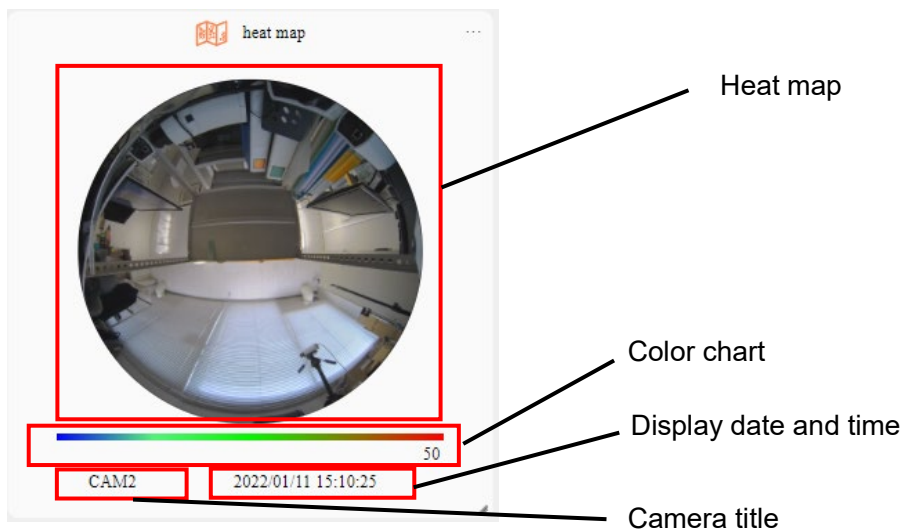 heat map
...
Heat map
Color chart
50
Display date and time
CAM2
2022/01/11 15:10:25
Camera title